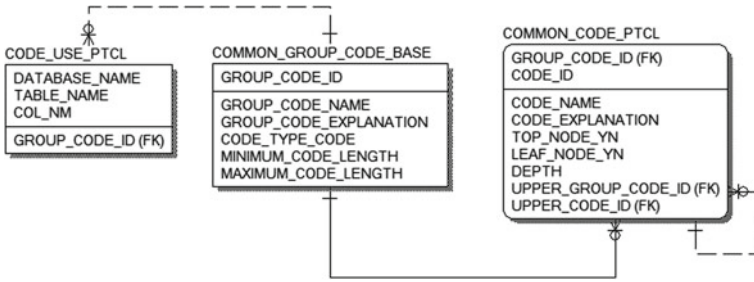 CODE_USE_PTCL
DATABASE_NAME
TABLE_NAME
COL_NM
GROUP_CODE_ID (FK)
COMMON_GROUP_CODE_BASE
GROUP_CODE_ID
GROUP_CODE_NAME
GROUP_CODE_EXPLANATION
CODE_TYPE_CODE
MINIMUM_CODE_LENGTH
MAXIMUM_CODE_LENGTH
COMMON_CODE_PTCL
GROUP_CODE_ID (FK)
CODE_ID
CODE_NAME
CODE_EXPLANATION
TOP_NODE_YN
LEAF_NODE_YN
DEPTH
UPPER_GROUP_CODE_ID (FK)
UPPER_CODE_ID (FK)